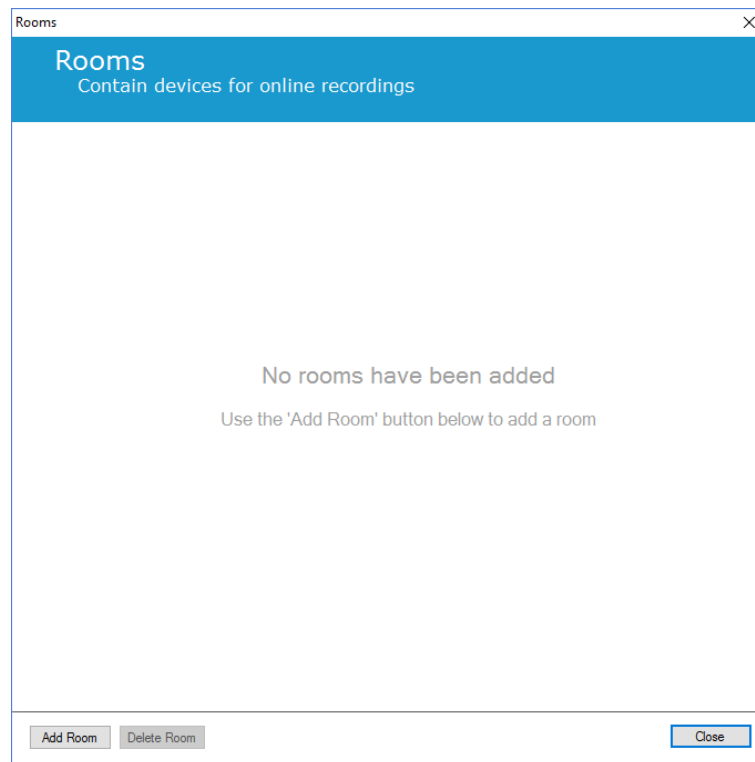 Rooms
Rooms
Contain devices for online recordings
No rooms have been added
Use the 'Add Room' button below to add a room
Add Room Delete Room Close